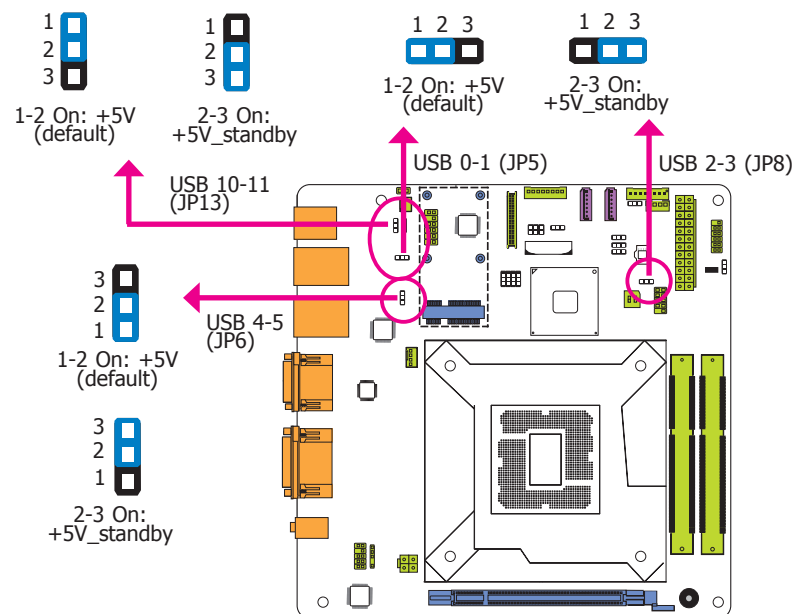 1
2
3
1-2 On: +5V
(default)
1
2
3
2-3 On:
+5V_standby
1 2 3
1-2 On: +5V
(default)
1 2 3
2-3 On:
+5V_standby
USB 10-11
(JP13)
USB 0-1 (JP5)
USB 2-3 (JP8)
3
2
1
1-2 On: +5V
(default)
USB 4-5
(JP6)
3
2
1
2-3 On:
+5V_standby